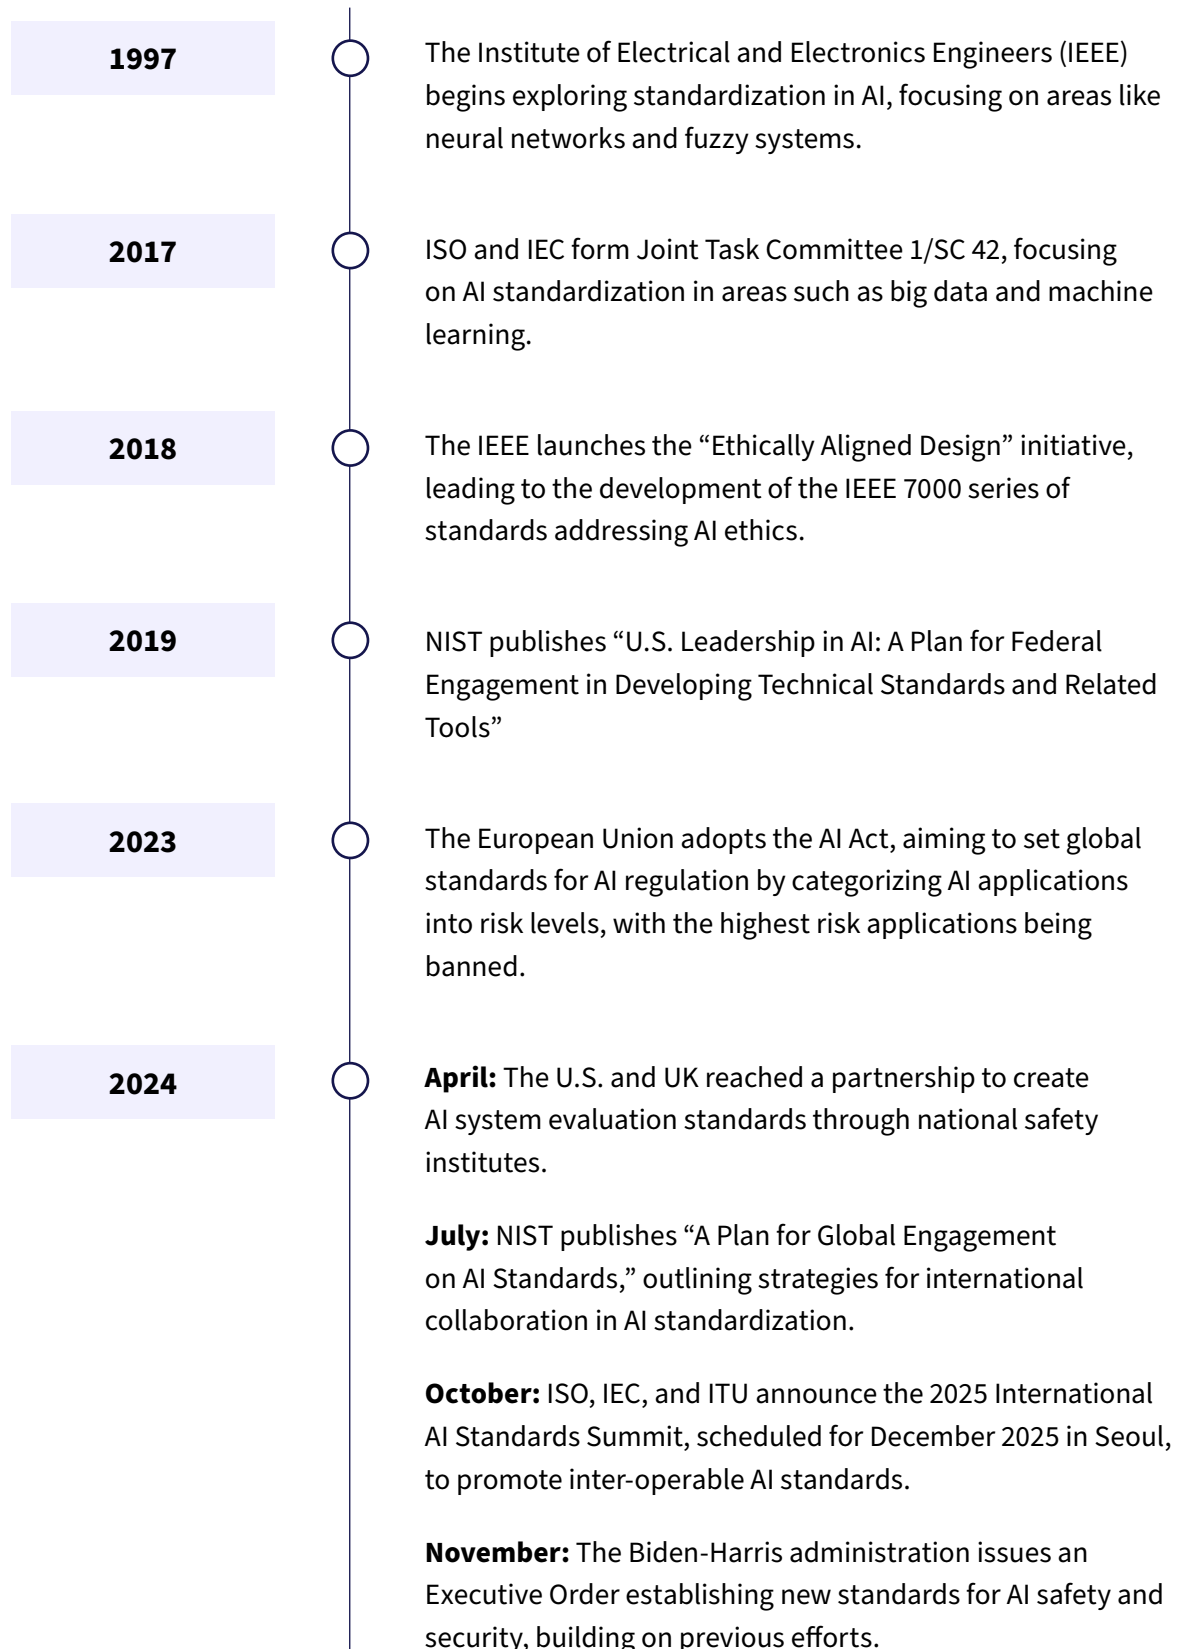 1997
The Institute of Electrical and Electronics Engineers (IEEE)
begins exploring standardization in AI, focusing on areas like
neural networks and fuzzy systems.
2017
ISO and IEC form Joint Task Committee 1/SC 42, focusing
on AI standardization in areas such as big data and machine
learning.
2018
The IEEE launches the “Ethically Aligned Design” initiative,
leading to the development of the IEEE 7000 series of
standards addressing AI ethics.
2019
NIST publishes “U.S. Leadership in AI: A Plan for Federal
Engagement in Developing Technical Standards and Related
Tools”
2023
The European Union adopts the AI Act, aiming to set global
standards for AI regulation by categorizing AI applications
into risk levels, with the highest risk applications being
banned.
2024
April: The U.S. and UK reached a partnership to create
AI system evaluation standards through national safety
institutes.
July: NIST publishes “A Plan for Global Engagement
on AI Standards,” outlining strategies for international
collaboration in AI standardization.
October: ISO, IEC, and ITU announce the 2025 International
AI Standards Summit, scheduled for December 2025 in Seoul,
to promote inter-operable AI standards.
November: The Biden-Harris administration issues an
Executive Order establishing new standards for AI safety and
security, building on previous efforts.